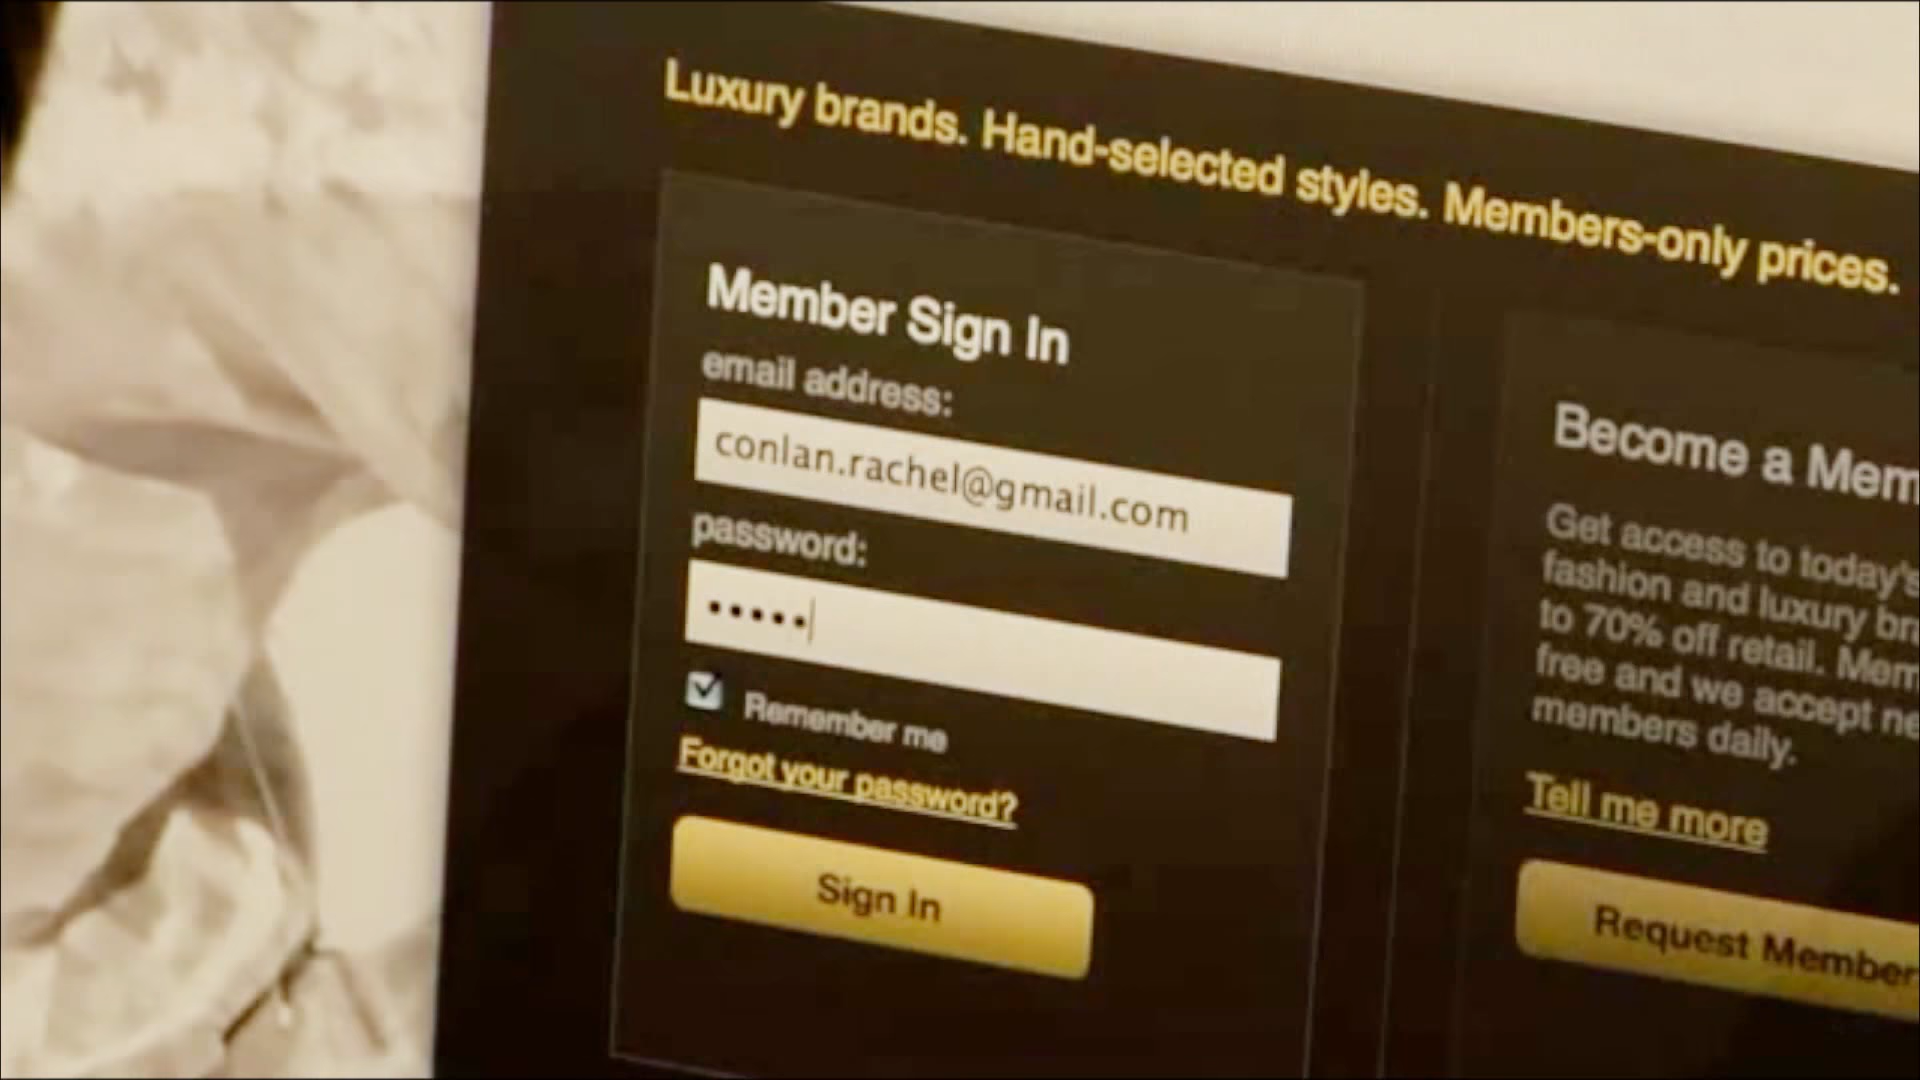 Luxury brands. Hand-selected styles. Members-only prices.
Member Sign In
email address:
conlan.rachel@gmail.com
password:
•••••
Remember me
Forgot your password?
Sign In
Become a Mem
Get access to today's
fashion and luxury bra
to 70% off retail. Mem
free and we accept ne
members daily.
Tell me more
Request Member